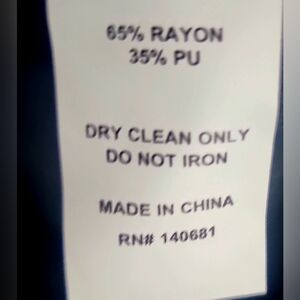 65% RAYON
35% PU
DRY CLEAN ONLY
DO NOT IRON
MADE IN CHINA
RN# 140681